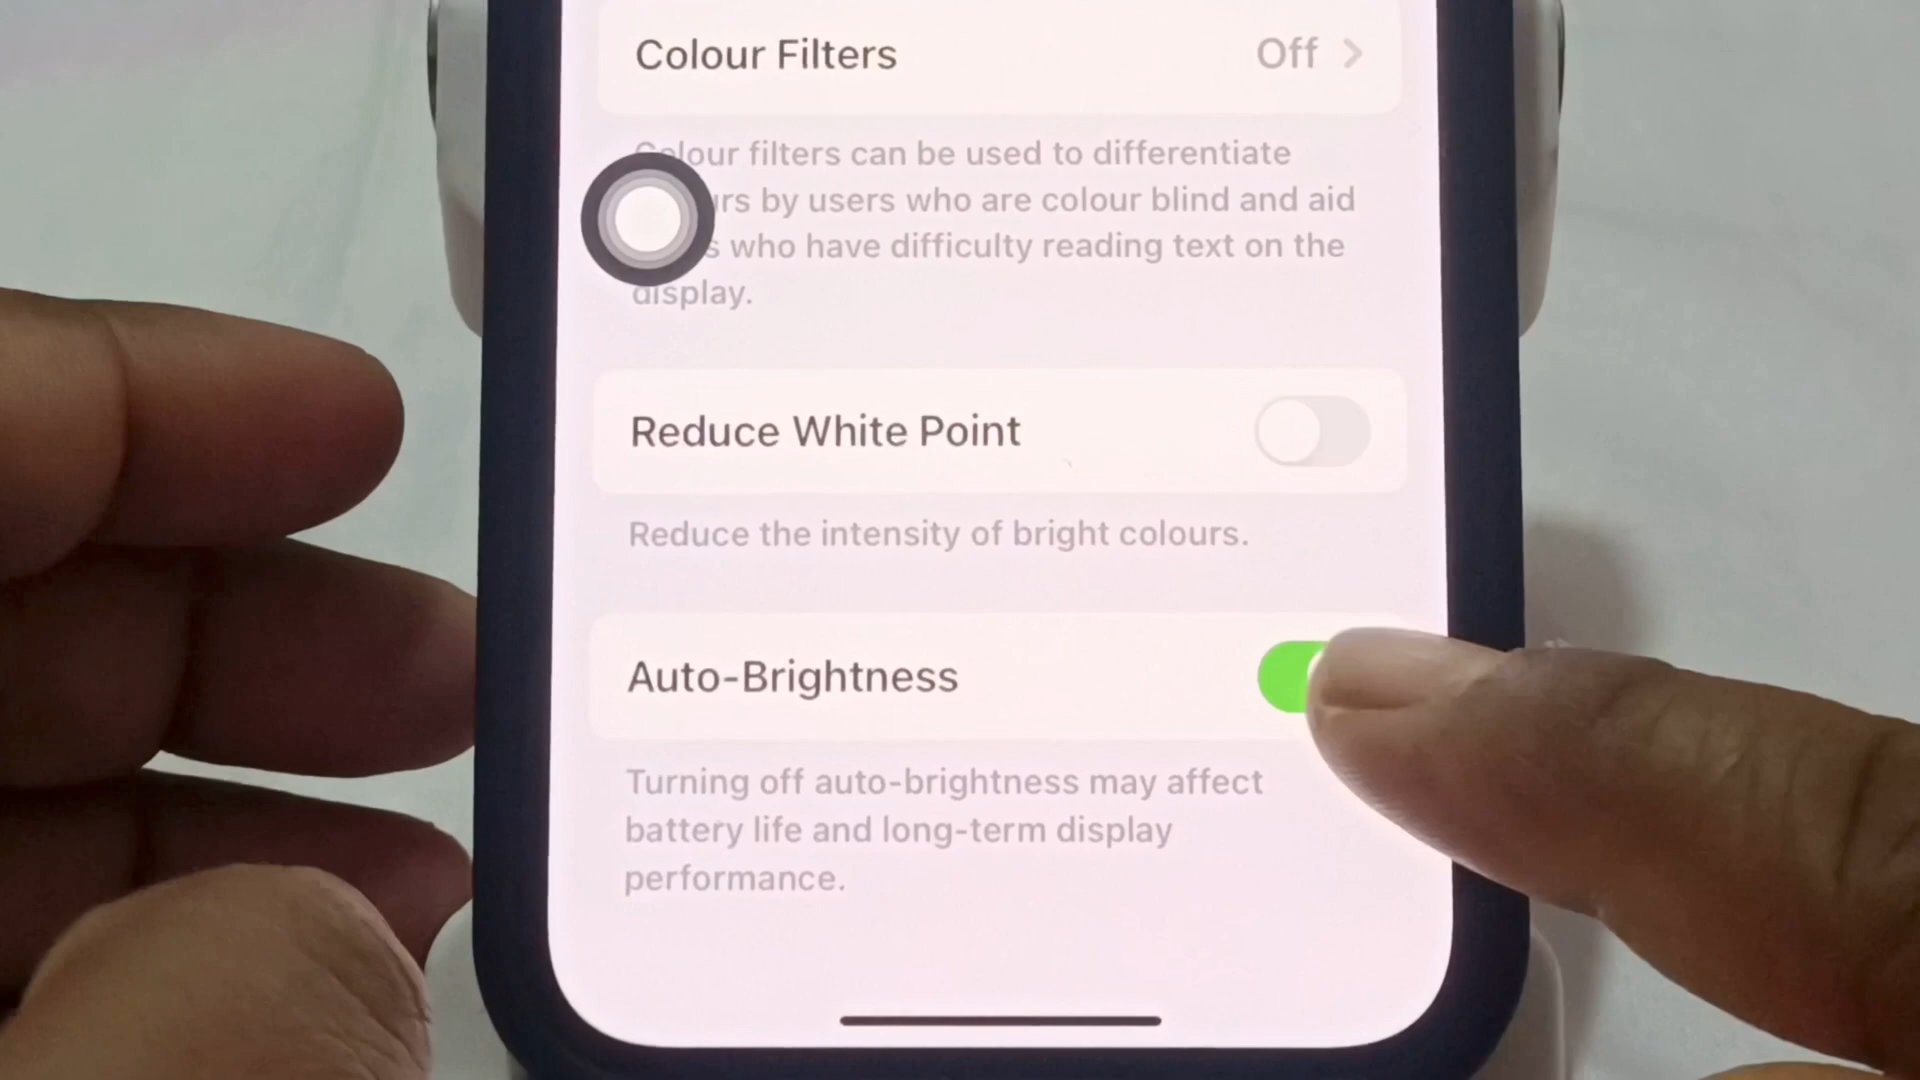 Colour Filters Off
Colour filters can be used to differentiate
by users who are colour blind and aid
who have difficulty reading text on the
display.
Reduce White Point
Reduce the intensity of bright colours.
Auto-Brightness
Turning off auto-brightness may affect
battery life and long-term display
performance.